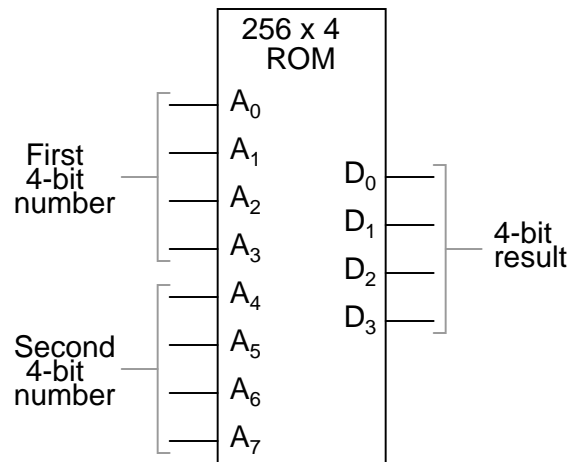 256 x 4
ROM
A0
A1
A2
A3
A4
A5
A6
A7
First
4-bit
number
Second
4-bit
number
D0
D1
D2
D3
4-bit
result